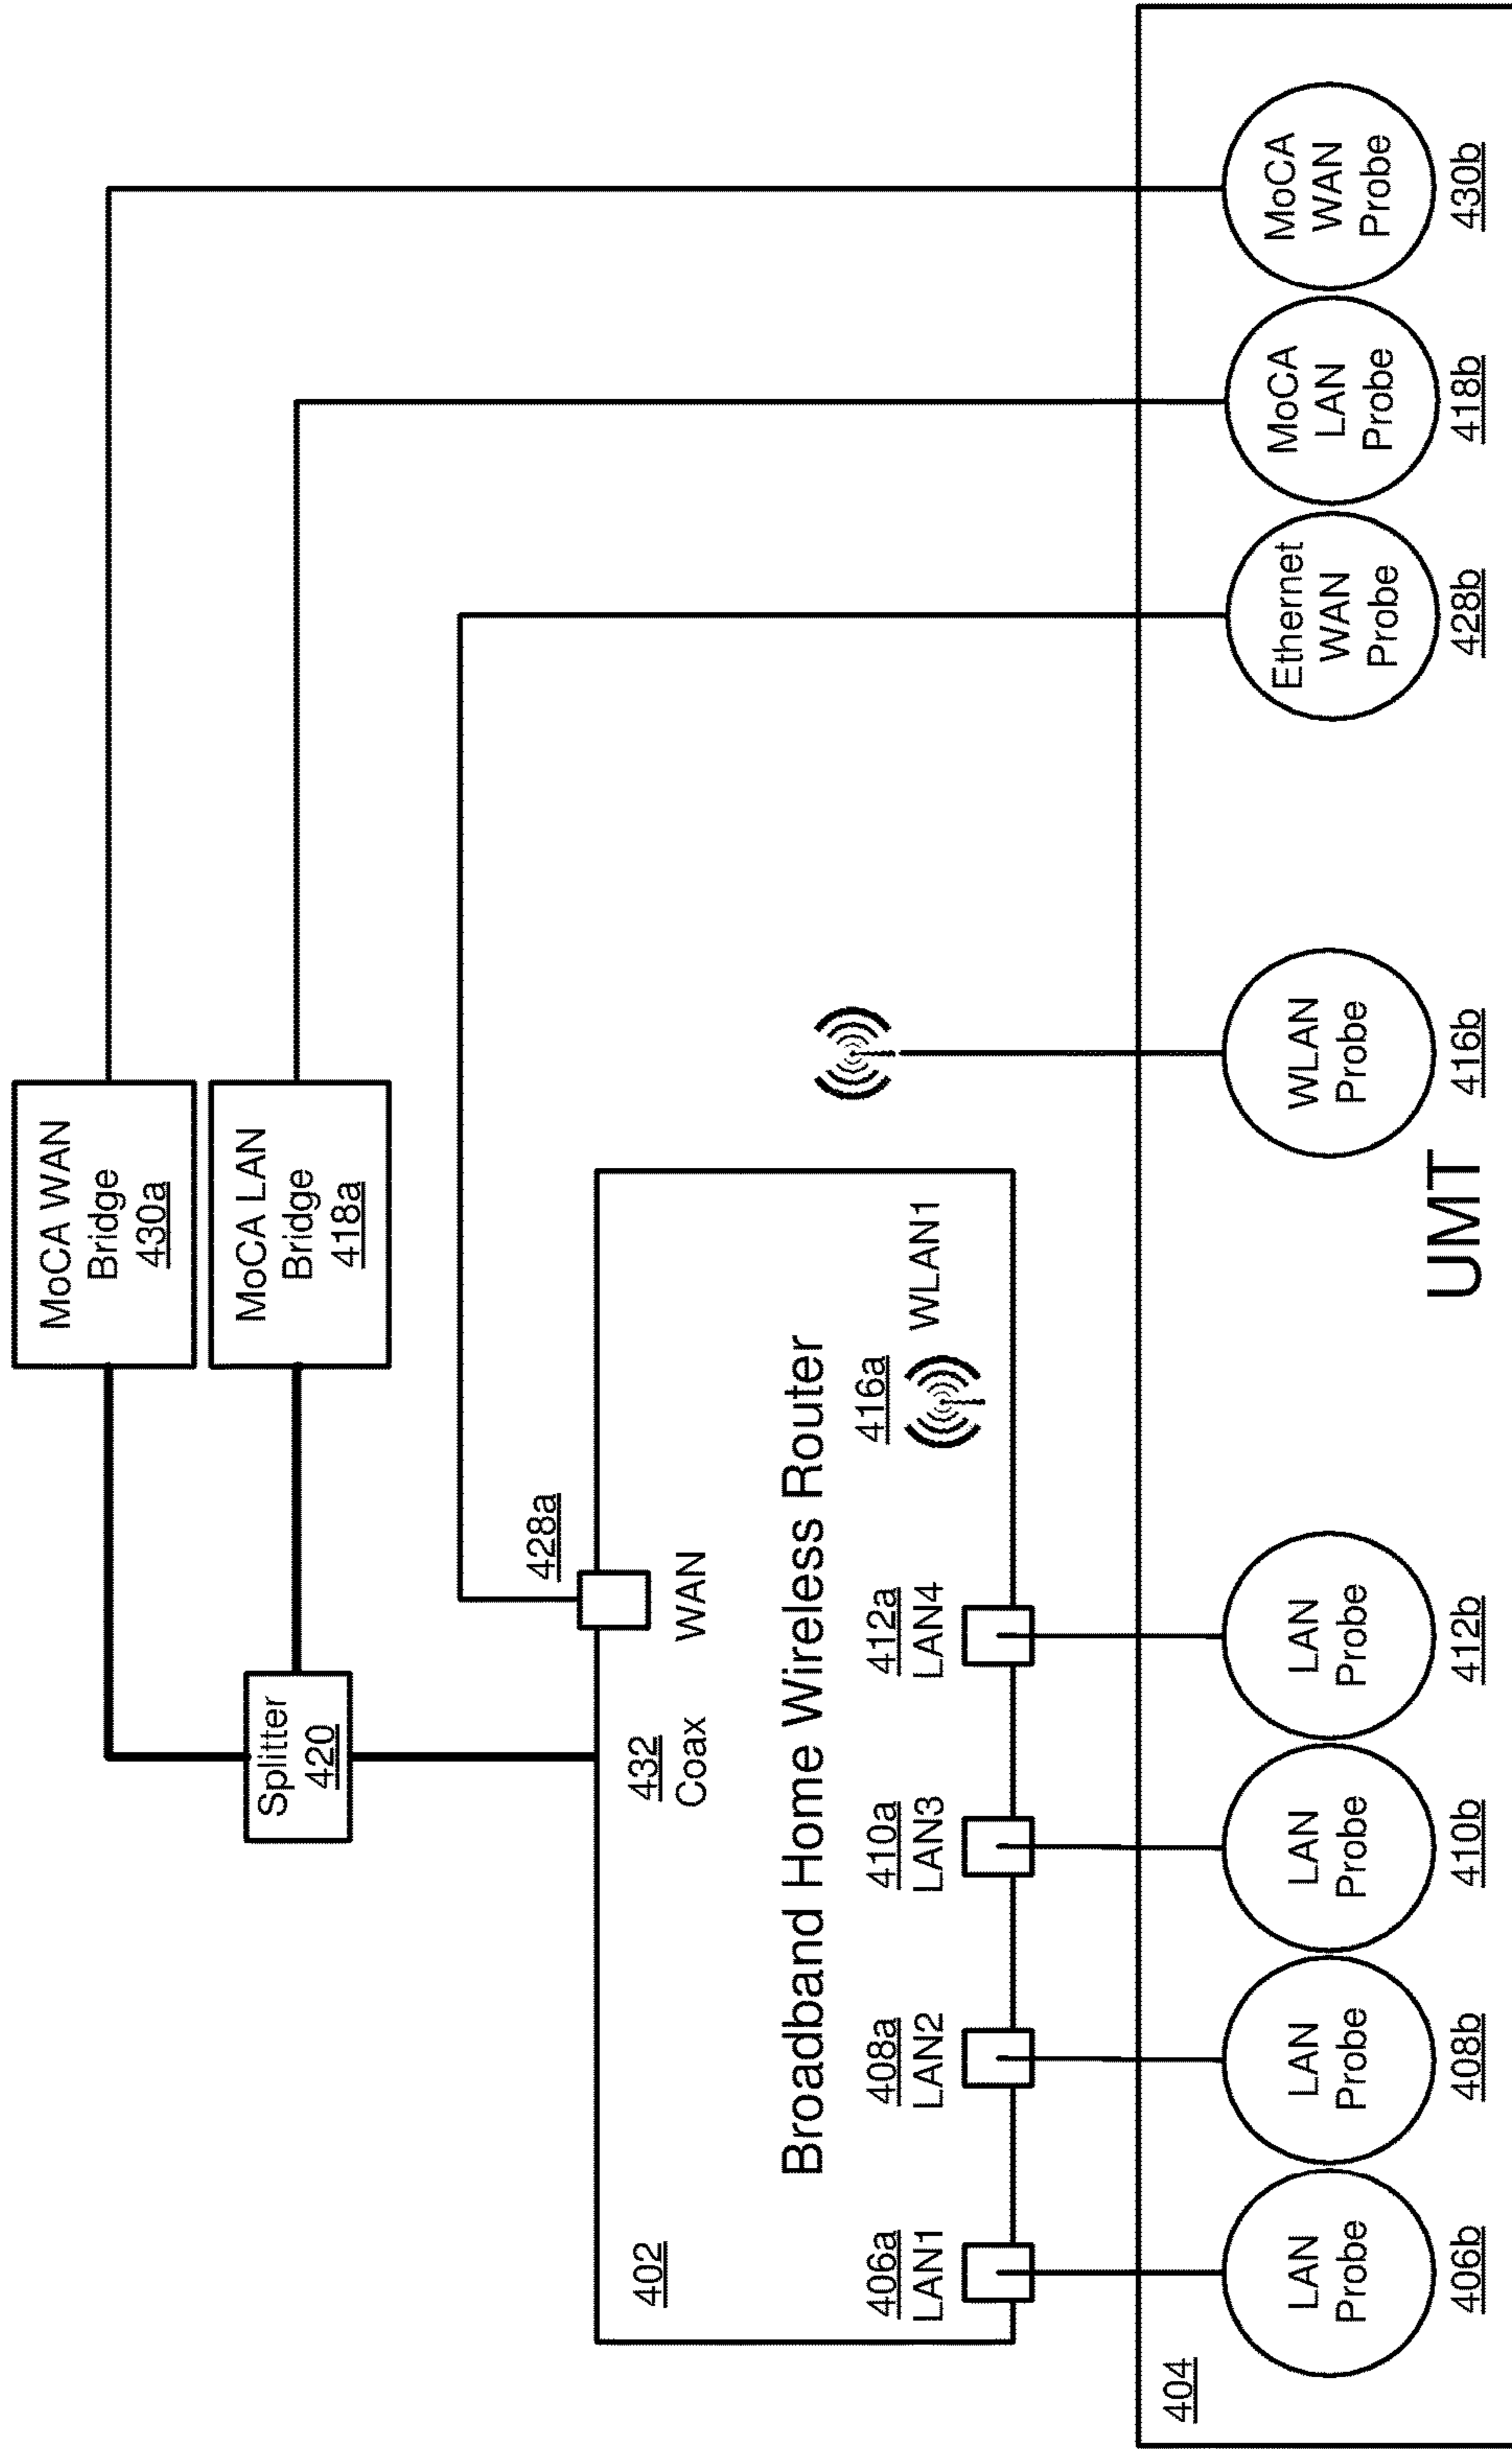 MoCA WAN
Bridge
430a
MoCA LAN
Bridge
418a
Splitter
420
428a
432
Coax
WAN
402
Broadband Home Wireless Router
416a
WLAN1
406a
LAN1
408a
LAN2
410a
LAN3
412a
LAN4
404
LAN
Probe
406b
LAN
Probe
408b
LAN
Probe
410b
LAN
Probe
412b
UMT
WLAN
Probe
416b
Ethernet
WAN
Probe
428b
MoCA
LAN
Probe
418b
MoCA
WAN
Probe
430b